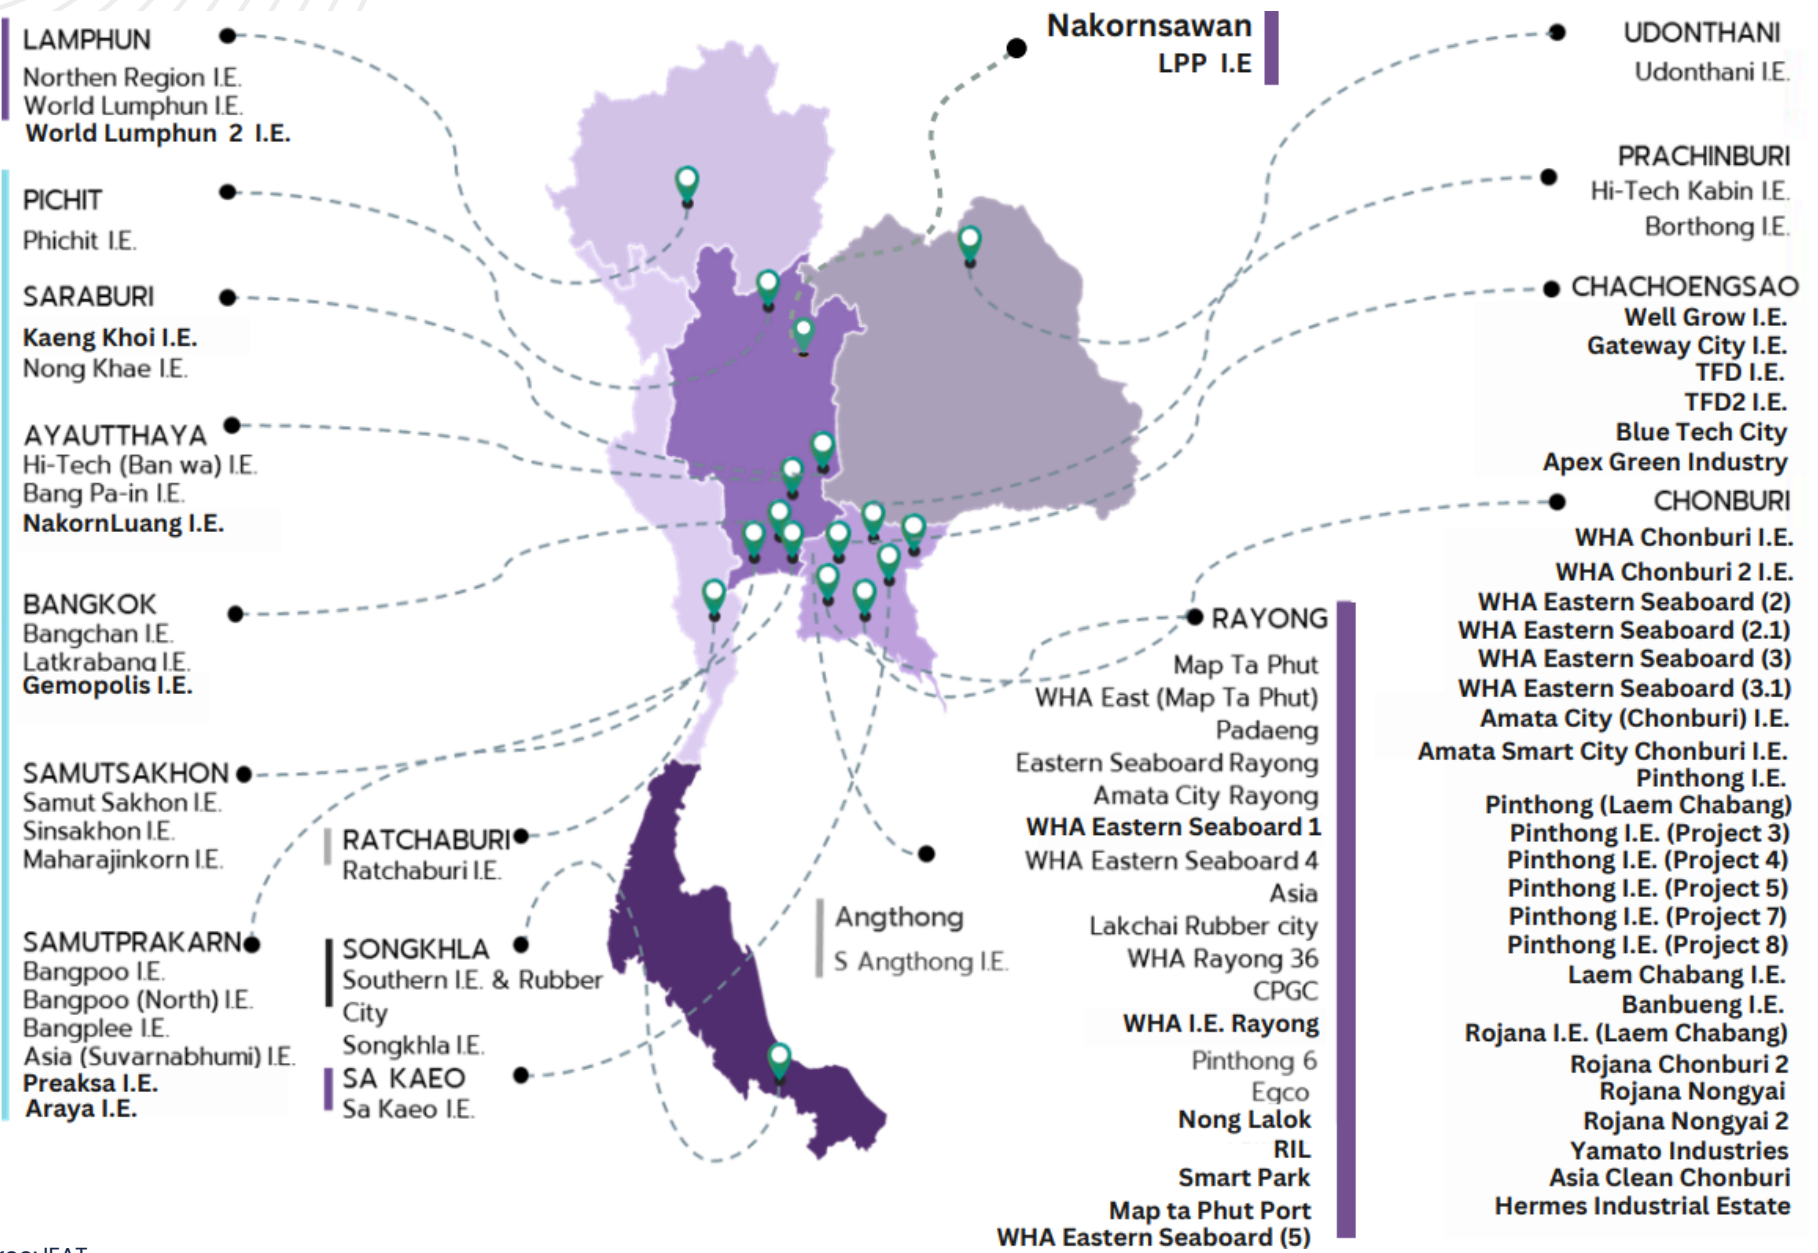 LAMPHUN
Northen Region I.E.
World Lumphun I.E.
World Lumphun 2 I.E.
PICHIT
Phichit I.E.
SARABURI
Kaeng Khoi I.E.
Nong Khae I.E.
AYAUTTHAYA
Hi-Tech (Ban wa) I.E.
Bang Pa-in I.E.
NakornLuang I.E.
BANGKOK
Bangchan I.E.
Latkrabang I.E.
Gemopolis I.E.
SAMUTSAKHON
Samut Sakhon I.E.
Sinsakhon I.E.
Maharajinkorn I.E.
SAMUTPRAKARN
Bangpoo I.E.
Bangpoo (North) I.E.
Bangplee I.E.
Asia (Suvarnabhumi) I.E.
Preaksa I.E.
Araya I.E.
RATCHABURI
Ratchaburi I.E.
SONGKHLA
Southern I.E. & Rubber
City
Songkhla I.E.
SA KAEO
Sa Kaeo I.E.
Nakornsawan
LPP I.E
Angthong
S Angthong I.E.
RAYONG
Map Ta Phut
WHA East (Map Ta Phut)
Padaeng
Eastern Seaboard Rayong
Amata City Rayong
WHA Eastern Seaboard 1
WHA Eastern Seaboard 4
Asia
Lakchai Rubber city
WHA Rayong 36
CPGC
WHA I.E. Rayong
Pinthong 6
Egco
Nong Lalok
RIL
Smart Park
Map ta Phut Port
WHA Eastern Seaboard (5)
UDONTHANI
Udonthani I.E.
PRACHINBURI
Hi-Tech Kabin I.E.
Borthong I.E.
CHACHOENGSAO
Well Grow I.E.
Gateway City I.E.
TFD I.E.
TFD2 I.E.
Blue Tech City
Apex Green Industry
CHONBURI
WHA Chonburi I.E.
WHA Chonburi 2 I.E.
WHA Eastern Seaboard (2)
WHA Eastern Seaboard (2.1)
WHA Eastern Seaboard (3)
WHA Eastern Seaboard (3.1)
Amata City (Chonburi) I.E.
Amata Smart City Chonburi I.E.
Pinthong I.E.
Pinthong (Laem Chabang)
Pinthong I.E. (Project 3)
Pinthong I.E. (Project 4)
Pinthong I.E. (Project 5)
Pinthong I.E. (Project 7)
Pinthong I.E. (Project 8)
Laem Chabang I.E.
Banbueng I.E.
Rojana I.E. (Laem Chabang)
Rojana Chonburi 2
Rojana Nongyai
Rojana Nongyai 2
Yamato Industries
Asia Clean Chonburi
Hermes Industrial Estate